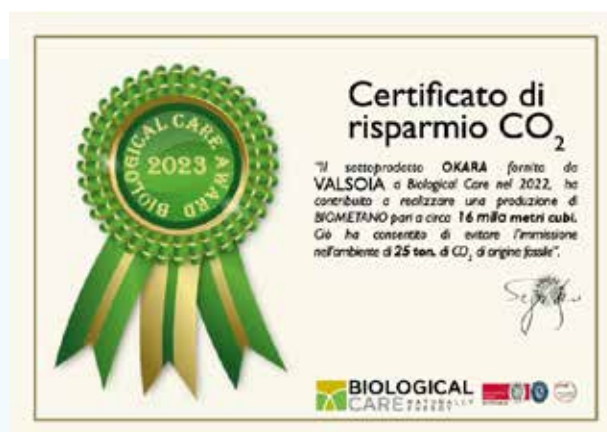 BIOLOGICAL CARE AWARD
2023
Certificato di
risparmio CO2
"Il sottoprodotto OKARA fornito da
VALSOIA a Biological Care nel 2022, ha
contribuito a realizzare una produzione di
BIOMETANO pari a circa 16 mila metri cubi.
Ciò ha consentito di evitare l'immissione
nell'ambiente di 25 ton. di CO2 di origine fossile".
BIOLOGICAL
CARE NATURALLY
ENERGY